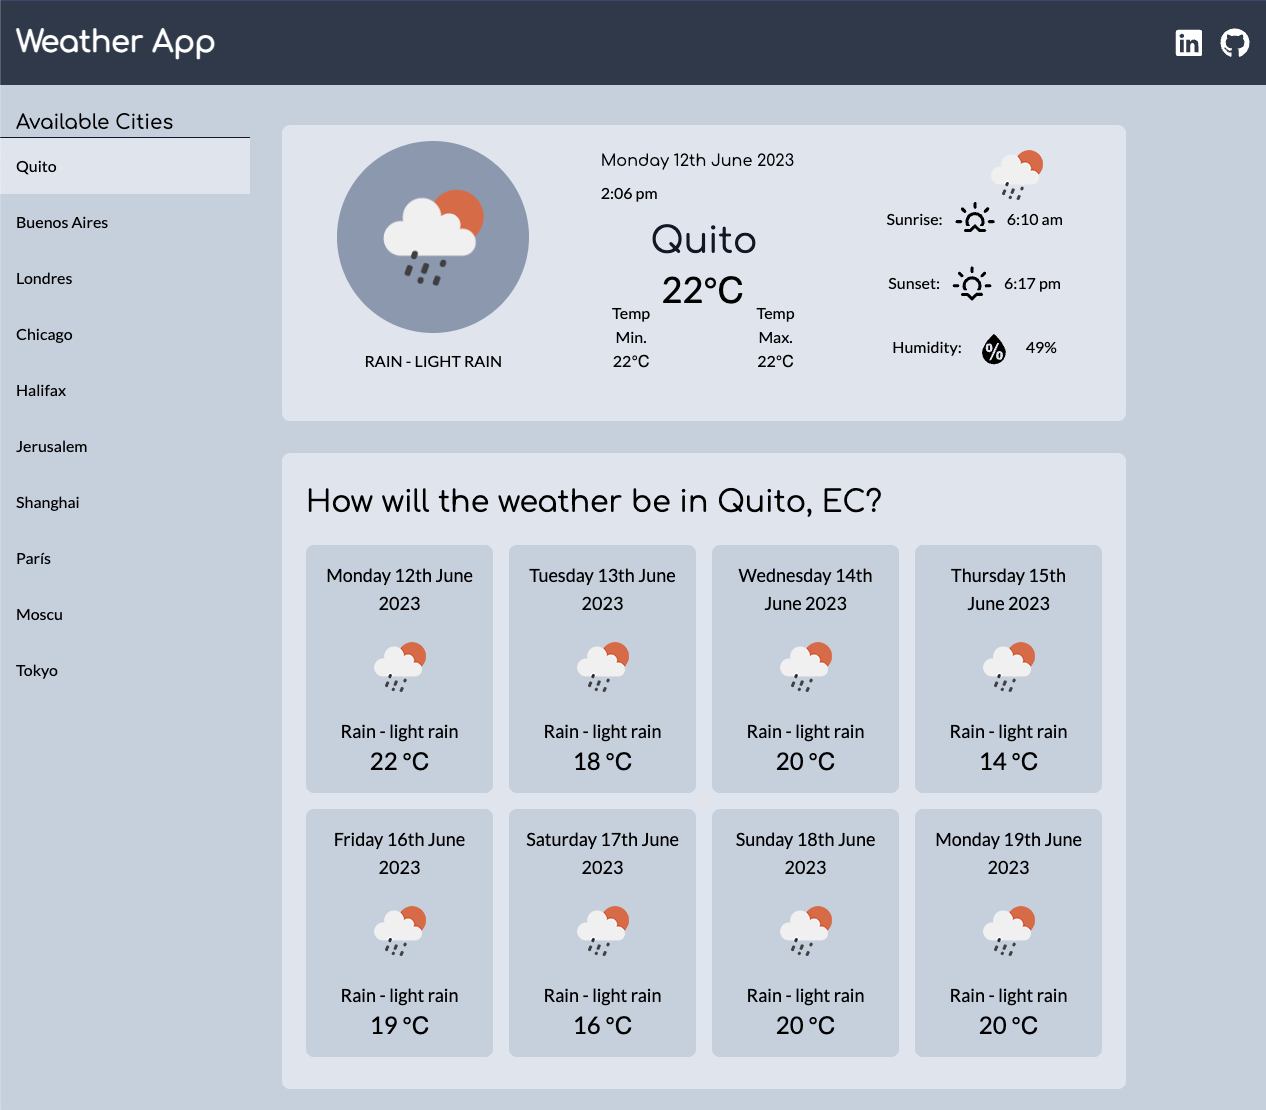 Weather App
Available Cities
Quito
Buenos Aires
Londres
Chicago
Halifax
Jerusalem
Shanghai
París
Moscu
Tokyo
RAIN - LIGHT RAIN
Monday 12th June 2023
2:06 pm
Quito
22°C
Temp
Min.
22°C
Temp
Max.
22°C
Sunrise: 6:10 am
Sunset: 6:17 pm
Humidity: % 49%
How will the weather be in Quito, EC?
Monday 12th June
2023
Rain - light rain
22 °C
Tuesday 13th June
2023
Rain - light rain
18 °C
Wednesday 14th
June 2023
Rain - light rain
20 °C
Thursday 15th
June 2023
Rain - light rain
14 °C
Friday 16th June
2023
Rain - light rain
19 °C
Saturday 17th June
2023
Rain - light rain
16 °C
Sunday 18th June
2023
Rain - light rain
20 °C
Monday 19th June
2023
Rain - light rain
20 °C